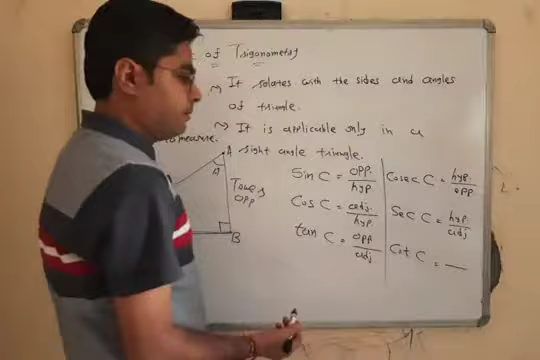 of Trigonometry
~) It relates with the sides and angles
of triangle.
to measure.
~) It is applicable only in a
right angle triangle.
A
A
Tower
opp
B
Sin C = opp. / hyp.
Cos C = adj. / hyp.
tan C = opp / adj
Cosec C = hyp. / opp
Sec C = hyp. / adj
Cot C = —